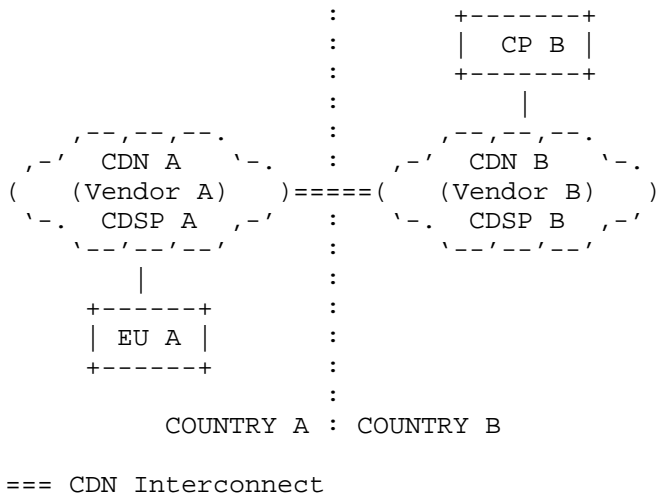 CP B
CDN A CDN B
(Vendor A) (Vendor B)
CDSP A CDSP B
EU A
COUNTRY A : COUNTRY B
=== CDN Interconnect